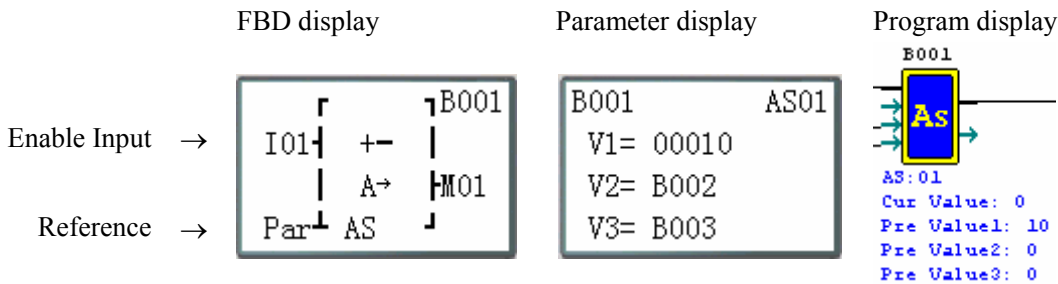 FBD display
Parameter display
Program display
Enable Input →
Reference →
B001
I01 +−
A→ M01
Par AS
B001 AS01
V1= 00010
V2= B002
V3= B003
B001
As
AS:01
Cur Value: 0
Pre Value1: 10
Pre Value2: 0
Pre Value3: 0